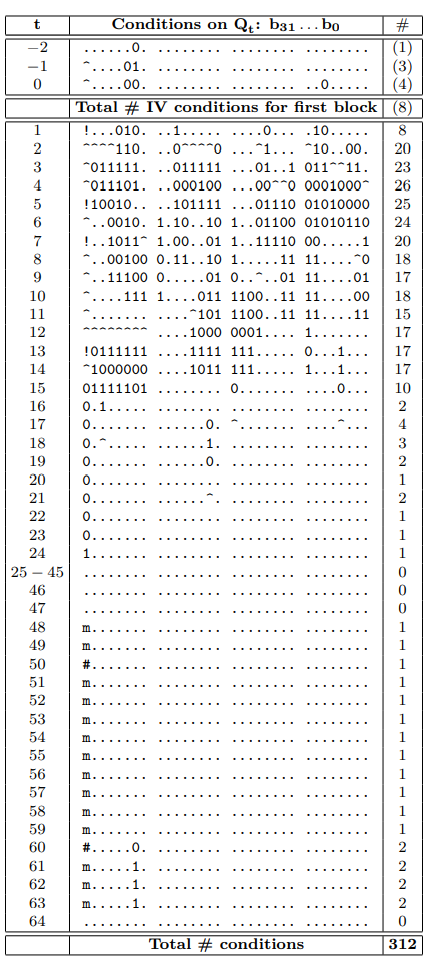 t Conditions on Qt: b31 ... b0 #
−2 ......0. ........ ........ ........ (1)
−1 ^....01. ........ ........ ........ (3)
0 ^....00. ........ ........ ..0..... (4)
Total # IV conditions for first block (8)
1 !...010. ..1..... ....0... .10..... 8
2 ^^^^110. ..0^^^^0 ...^1... ^10..00. 20
3 ^011111. ..011111 ...01..1 011^^11. 23
4 ^011101. ..000100 ...00^^0 0001000^ 26
5 !10010.. ..101111 ...01110 01010000 25
6 ^..0010. 1.10..10 1..01100 01010110 24
7 !..1011^ 1.00..01 1..11110 00.....1 20
8 ^..00100 0.11..10 1.....11 11....^0 18
9 ^..11100 0.....01 0..^..01 11....01 17
10 ^....111 1....011 1100..11 11....00 18
11 ^....... ....^101 1100..11 11....11 15
12 ^^^^^^^^ ....1000 0001.... 1....... 17
13 !0111111 ....1111 111..... 0...1... 17
14 ^1000000 ....1011 111..... 1...1... 17
15 01111101 ........ 0....... ....0... 10
16 0.1..... ........ ........ ........ 2
17 0....... ......0. ^....... ....^... 4
18 0.^..... ......1. ........ ........ 3
19 0....... ......0. ........ ........ 2
20 0....... ........ ........ ........ 1
21 0....... ......^. ........ ........ 2
22 0....... ........ ........ ........ 1
23 0....... ........ ........ ........ 1
24 1....... ........ ........ ........ 1
25 − 45 ........ ........ ........ ........ 0
46 ........ ........ ........ ........ 0
47 ........ ........ ........ ........ 0
48 m....... ........ ........ ........ 1
49 m....... ........ ........ ........ 1
50 #....... ........ ........ ........ 1
51 m....... ........ ........ ........ 1
52 m....... ........ ........ ........ 1
53 m....... ........ ........ ........ 1
54 m....... ........ ........ ........ 1
55 m....... ........ ........ ........ 1
56 m....... ........ ........ ........ 1
57 m....... ........ ........ ........ 1
58 m....... ........ ........ ........ 1
59 m....... ........ ........ ........ 1
60 #.....0. ........ ........ ........ 2
61 m.....1. ........ ........ ........ 2
62 m.....1. ........ ........ ........ 2
63 m.....1. ........ ........ ........ 2
64 ........ ........ ........ ........ 0
Total # conditions 312